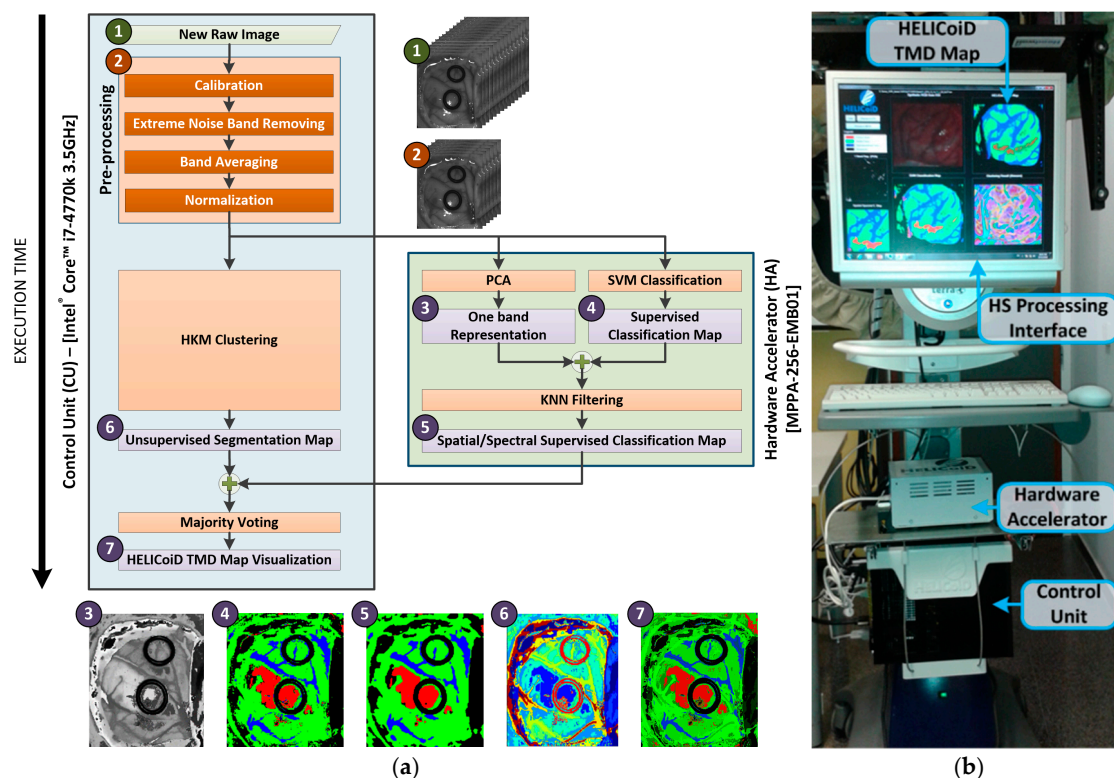 1
New Raw Image
2
Pre-processing
Calibration
Extreme Noise Band Removing
Band Averaging
Normalization
EXECUTION TIME
Control Unit (CU) – [Intel® Core™ i7-4770k 3.5GHz]
HKM Clustering
6
Unsupervised Segmentation Map
Majority Voting
7
HELICoiD TMD Map Visualization
1
2
PCA
SVM Classification
3
One band
Representation
4
Supervised
Classification Map
KNN Filtering
5
Spatial/Spectral Supervised Classification Map
Hardware Accelerator (HA)
[MPPA-256-EMB01]
3
4
5
6
7
(a)
HELICoiD
TMD Map
HELICoiD
HS Processing
Interface
terra
HELICoiD
Hardware
Accelerator
HELICoiD
Control
Unit
(b)